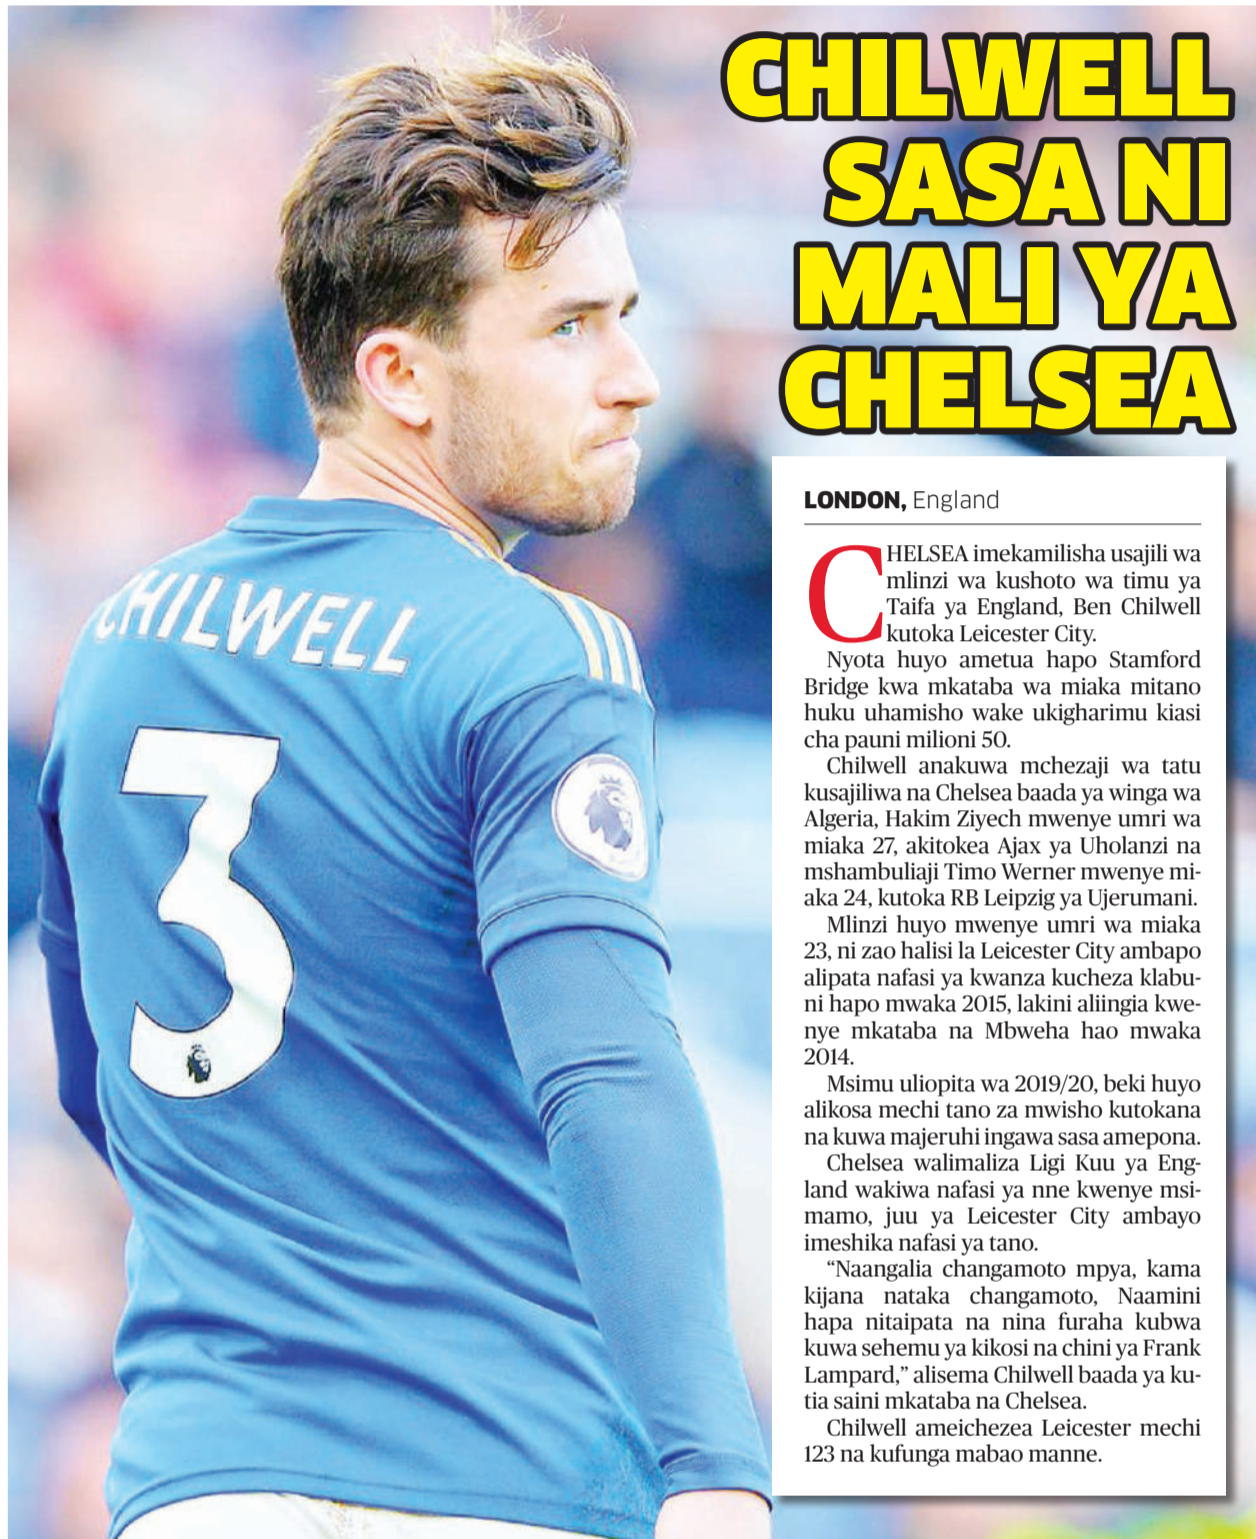 CHILWELL
SASA NI
MALI YA
CHELSEA
LONDON, England
CHELSEA imekamilisha usajili wa
mlinzi wa kushoto wa timu ya
Taifa ya England, Ben Chilwell
kutoka Leicester City.
Nyota huyo ametua hapo Stamford
Bridge kwa mkataba wa miaka mitano
huku uhamisho wake ukigharimu kiasi
cha pauni milioni 50.
Chilwell anakuwa mchezaji wa tatu
kusajiliwa na Chelsea baada ya winga wa
Algeria, Hakim Ziyech mwenye umri wa
miaka 27, akitokea Ajax ya Uholanzi na
mshambuliaji Timo Werner mwenye mi-
aka 24, kutoka RB Leipzig ya Ujerumani.
Mlinzi huyo mwenye umri wa miaka
23, ni zao halisi la Leicester City ambapo
alipata nafasi ya kwanza kucheza klabu-
ni hapo mwaka 2015, lakini aliingia kwe-
nye mkataba na Mbweha hao mwaka
2014.
Msimu uliopita wa 2019/20, beki huyo
alikosa mechi tano za mwisho kutokana
na kuwa majeruhi ingawa sasa amepona.
Chelsea walimaliza Ligi Kuu ya Eng-
land wakiwa nafasi ya nne kwenye msi-
mamo, juu ya Leicester City ambayo
imeshika nafasi ya tano.
“Naangalia changamoto mpya, kama
kijana nataka changamoto, Naamini
hapa nitaipata na nina furaha kubwa
kuwa sehemu ya kikosi na chini ya Frank
Lampard,” alisema Chilwell baada ya ku-
tia saini mkataba na Chelsea.
Chilwell ameichezea Leicester mechi
123 na kufunga mabao manne.
CHILWELL
3